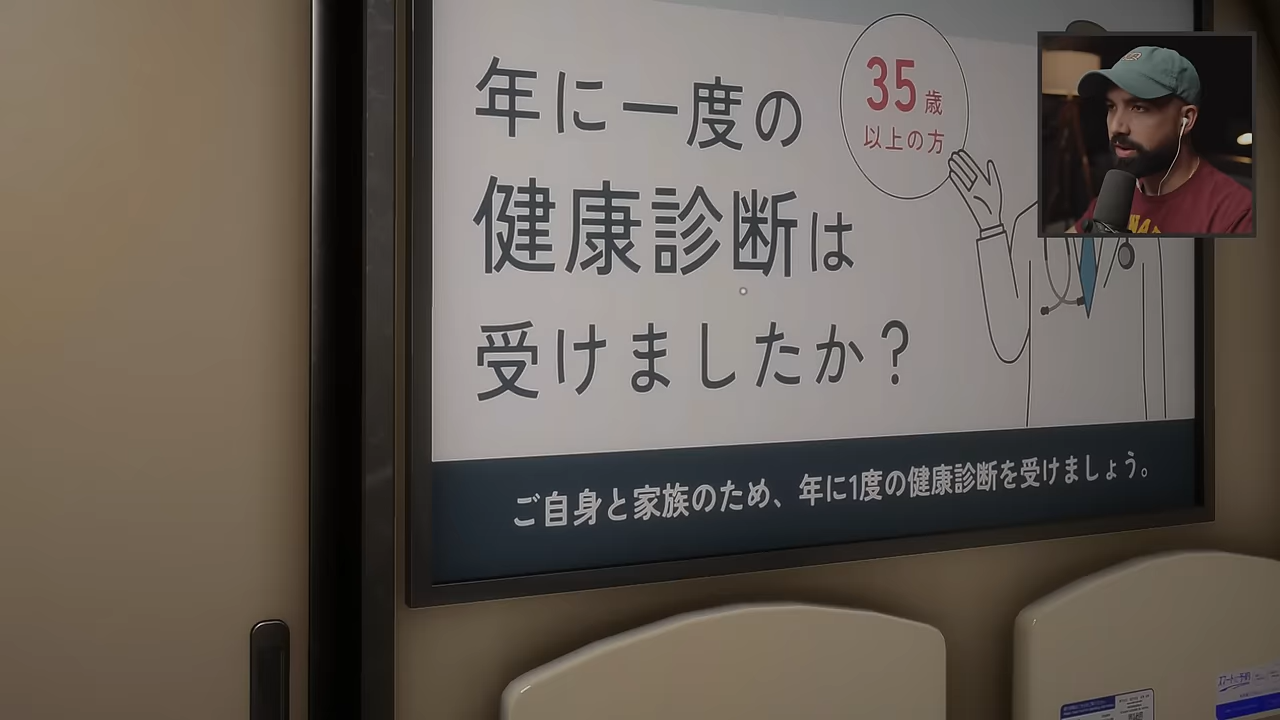 年に一度の
健康診断は
受けましたか？
35歳
以上の方
ご自身と家族のため、年に1度の健康診断を受けましょう。